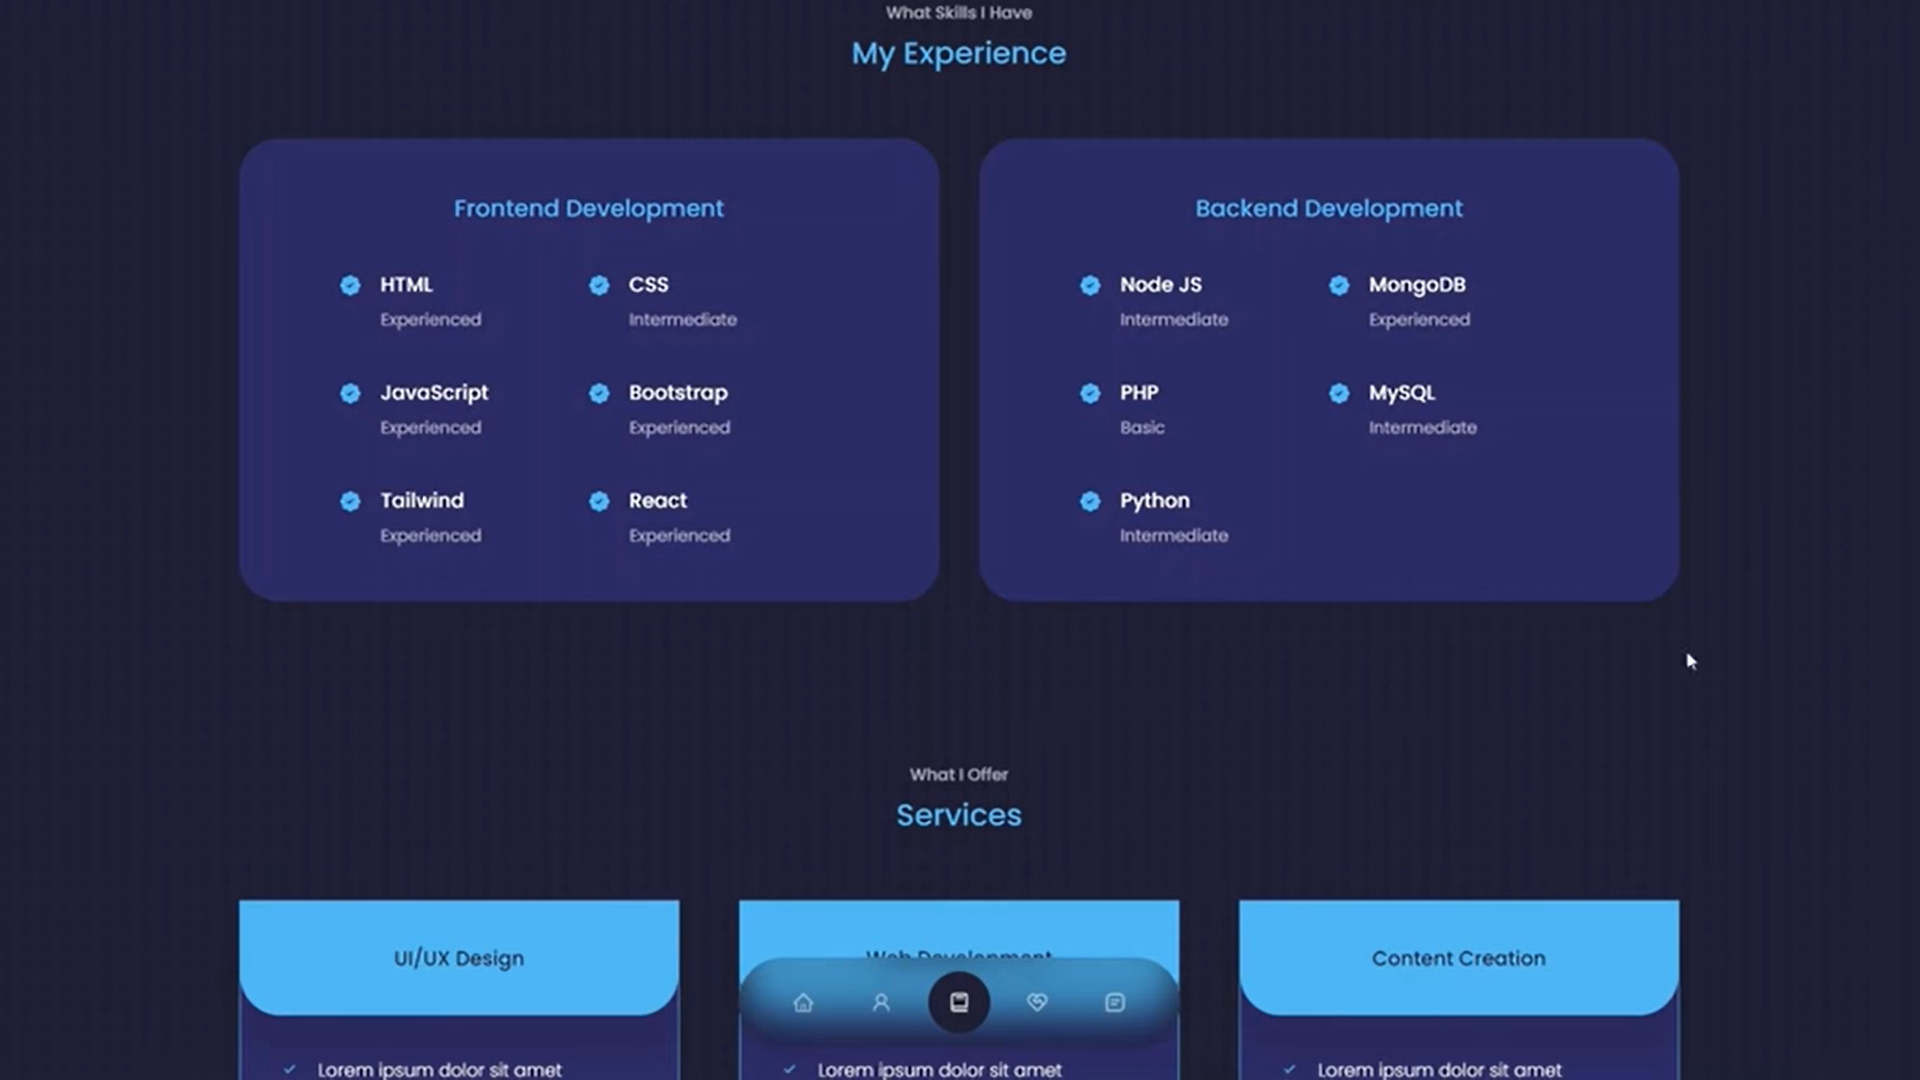 What Skills I Have
My Experience
Frontend Development
HTML
Experienced
CSS
Intermediate
JavaScript
Experienced
Bootstrap
Experienced
Tailwind
Experienced
React
Experienced
Backend Development
Node JS
Intermediate
MongoDB
Experienced
PHP
Basic
MySQL
Intermediate
Python
Intermediate
What I Offer
Services
UI/UX Design
Web Development
Content Creation
Lorem ipsum dolor sit amet
Lorem ipsum dolor sit amet
Lorem ipsum dolor sit amet